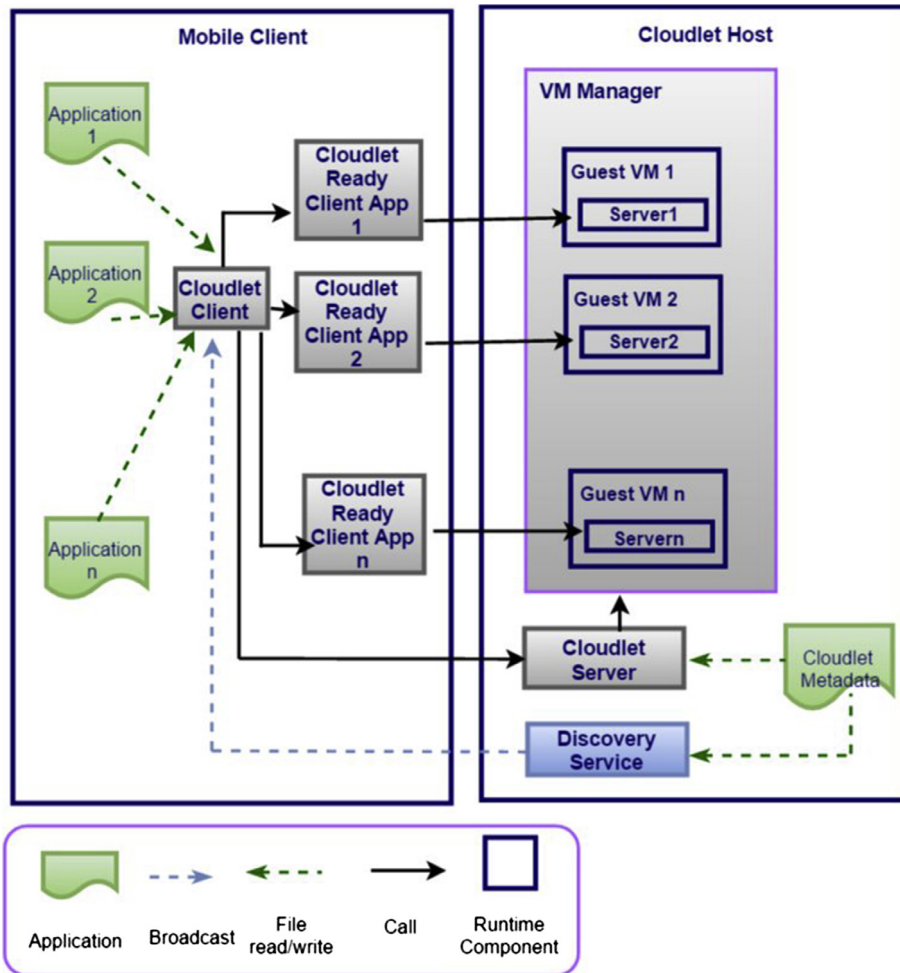 Mobile Client
Application
1
Application
2
Application
n
Cloudlet
Client
Cloudlet
Ready
Client App
1
Cloudlet
Ready
Client App
2
Cloudlet
Ready
Client App
n
Cloudlet Host
VM Manager
Guest VM 1
Server1
Guest VM 2
Server2
Guest VM n
Servern
Cloudlet
Server
Cloudlet
Metadata
Discovery
Service
Application
Broadcast
File
read/write
Call
Runtime
Component